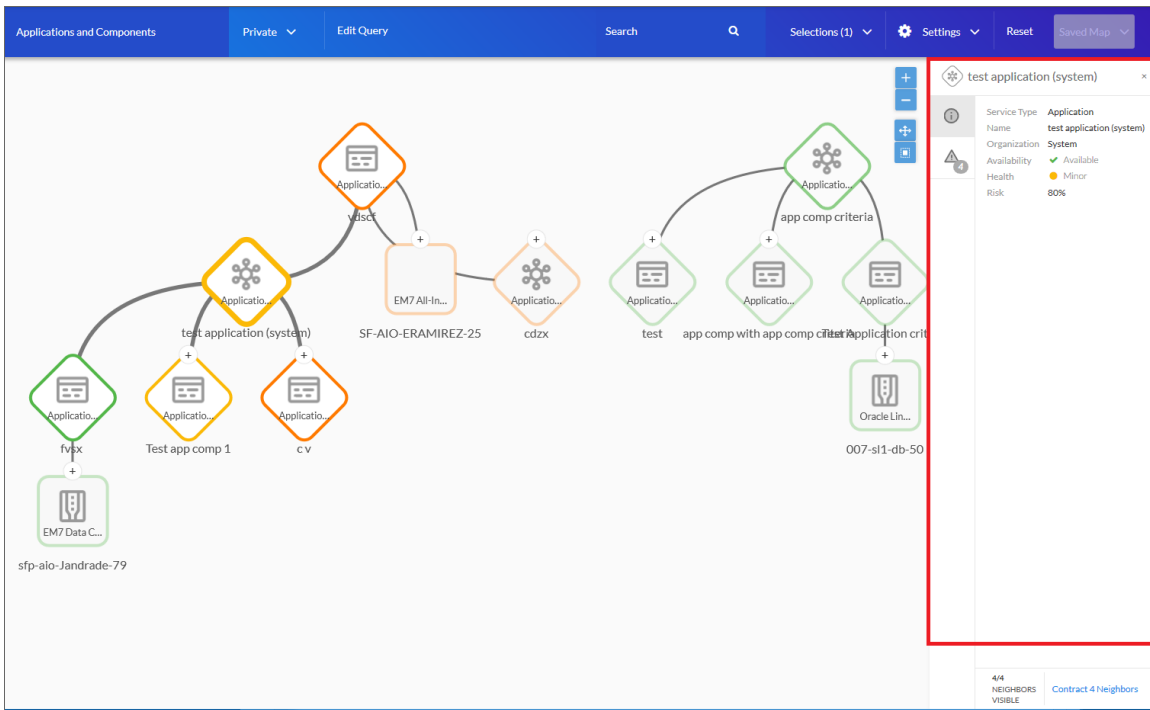 Applications and Components
Private
Edit Query
Search
Selections (1)
Settings
Reset
Saved Map
test application (system)
×
Service Type Application
Name test application (system)
Organization System
Availability Available
Health Minor
Risk 80%
4
+
−
Applicatio...
vdscf
Applicatio...
app comp criteria
Applicatio...
test application (system)
+
EM7 All-In...
SF-AIO-ERAMIREZ-25
+
Applicatio...
cdzx
+
Applicatio...
test
+
Applicatio...
app comp with app comp criteria
Applicatio...
Test Application crit
Applicatio...
fvsx
+
Applicatio...
Test app comp 1
+
Applicatio...
c v
+
Oracle Lin...
007-sl1-db-50
+
EM7 Data C...
sfp-aio-Jandrade-79
4/4
NEIGHBORS
VISIBLE
Contract 4 Neighbors